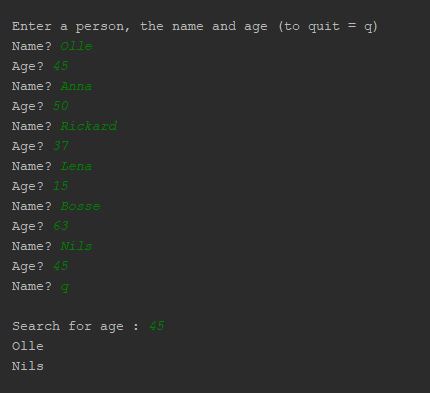 Enter a person, the name and age (to quit = q)
Name? Olle
Age? 45
Name? Anna
Age? 50
Name? Rickard
Age? 37
Name? Lena
Age? 15
Name? Bosse
Age? 63
Name? Nils
Age? 45
Name? q
Search for age : 45
Olle
Nils